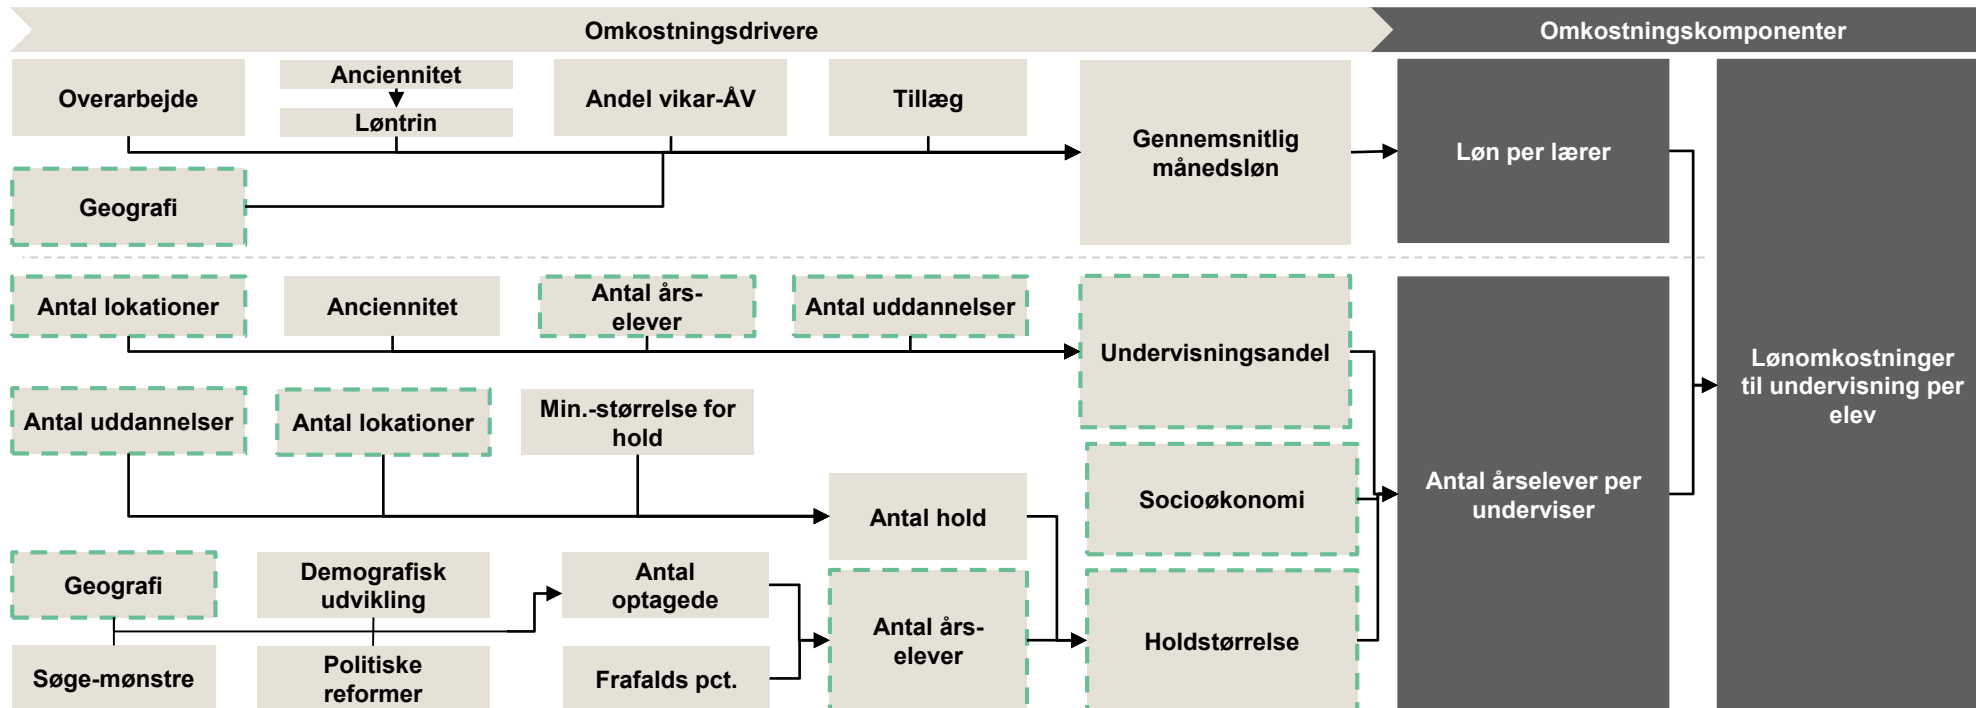 Omkostningsdrivere
Omkostningskomponenter
Overarbejde
Anciennitet
Løntrin
Andel vikar-ÅV
Tillæg
Gennemsnitlig
månedsløn
Løn per lærer
Geografi
Antal lokationer
Anciennitet
Antal års-
elever
Antal uddannelser
Undervisningsandel
Lønomkostninger
til undervisning per
elev
Antal uddannelser
Antal lokationer
Min.-størrelse for
hold
Antal hold
Socioøkonomi
Antal årselever per
underviser
Geografi
Demografisk
udvikling
Antal
optagede
Antal års-
elever
Holdstørrelse
Søge-mønstre
Politiske
reformer
Frafalds pct.